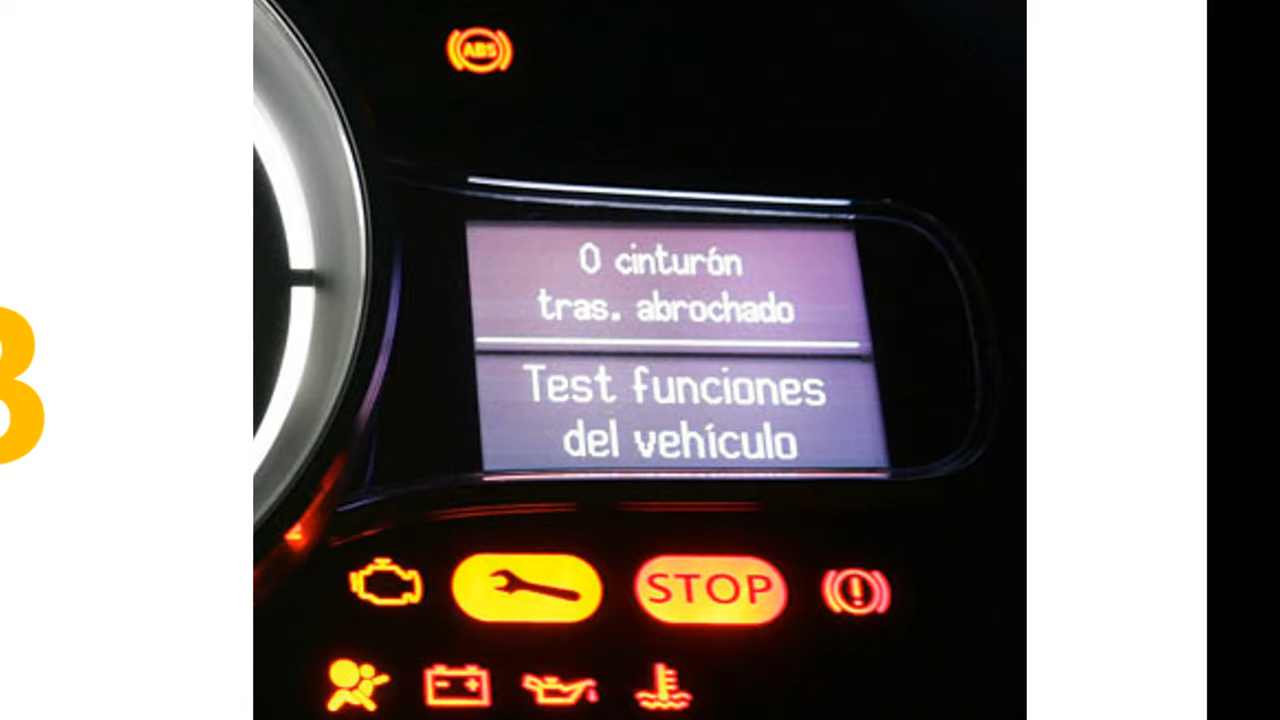 ABS
0 cinturón
tras. abrochado
Test funciones
del vehículo
STOP